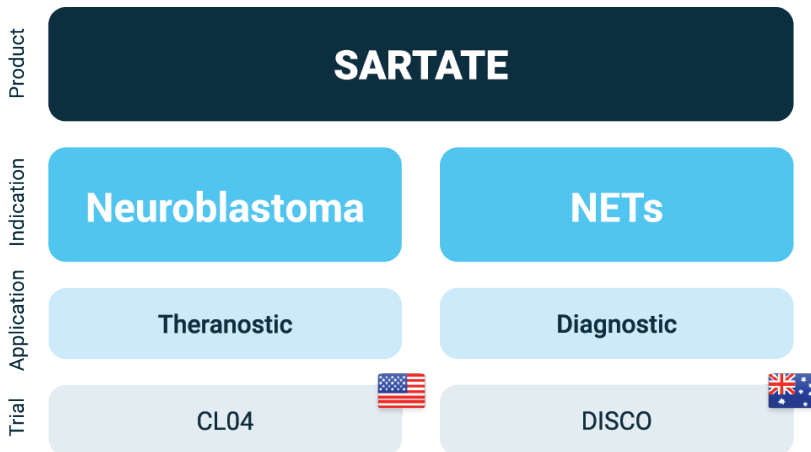 Product
SARTATE
Indication
Neuroblastoma
NETs
Application
Theranostic
Diagnostic
Trial
CL04
DISCO